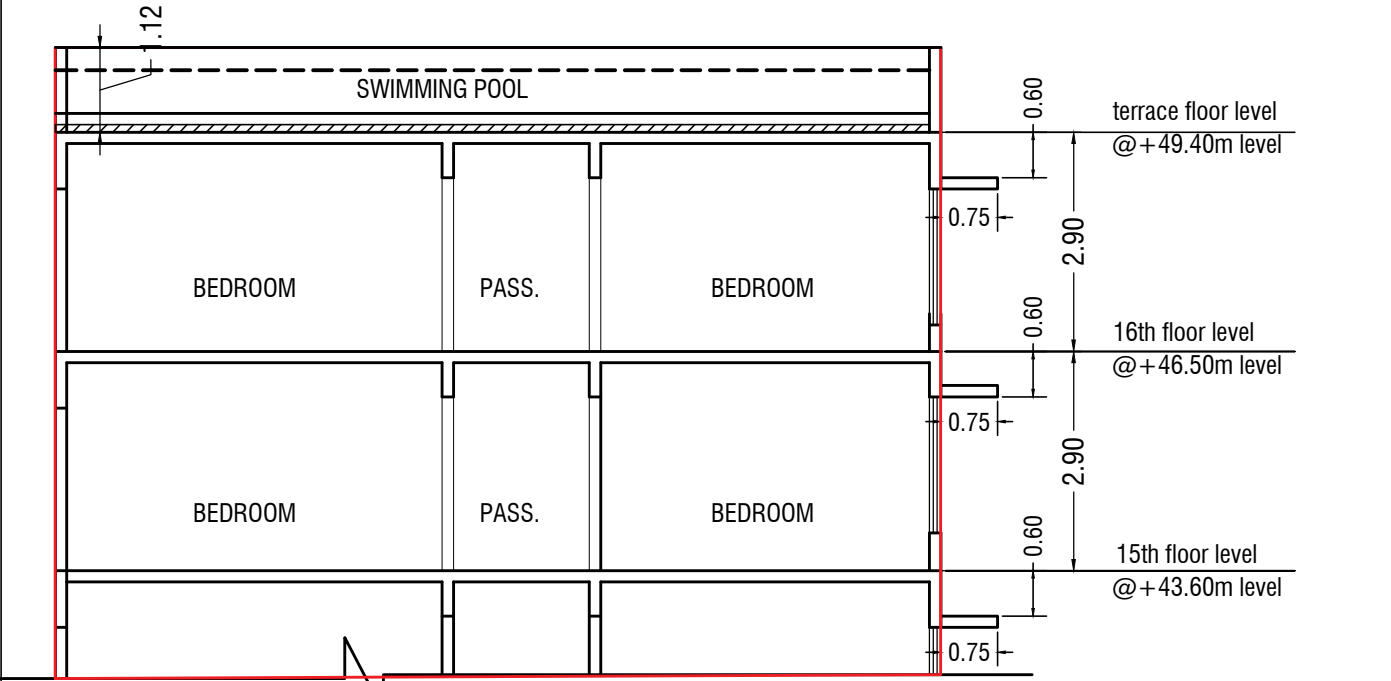 1.12
SWIMMING POOL
0.60
terrace floor level
@+49.40m level
0.75
2.90
BEDROOM
PASS.
BEDROOM
0.60
16th floor level
@+46.50m level
0.75
2.90
BEDROOM
PASS.
BEDROOM
0.60
15th floor level
@+43.60m level
0.75